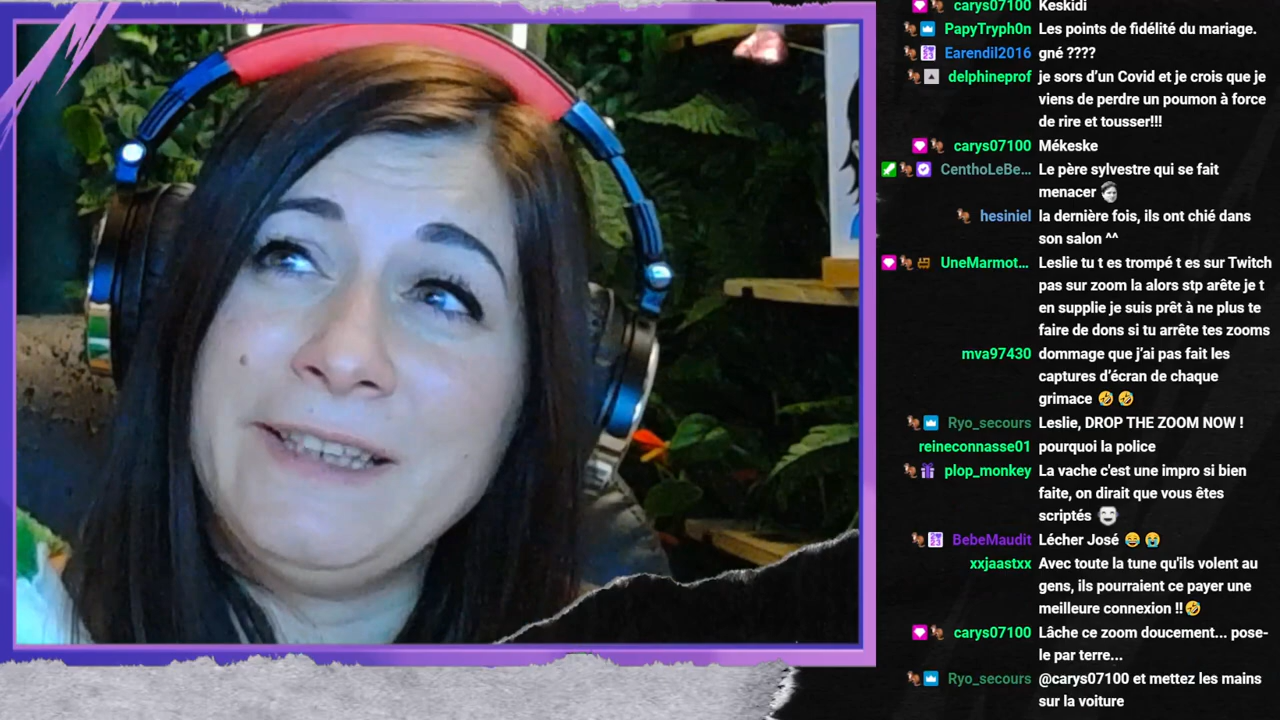 carys07100 Keskidi
PapyTryph0n Les points de fidélité du mariage.
Earendil2016 gné ????
delphineprof je sors d’un Covid et je crois que je
viens de perdre un poumon à force
de rire et tousser!!!
carys07100 Mékeske
CenthoLeBe... Le père sylvestre qui se fait
menacer
hesiniel la dernière fois, ils ont chié dans
son salon ^^
UneMarmot... Leslie tu t es trompé t es sur Twitch
pas sur zoom la alors stp arête je t
en supplie je suis prêt à ne plus te
faire de dons si tu arrête tes zooms
mva97430 dommage que j’ai pas fait les
captures d’écran de chaque
grimace 🤣 🤣
Ryo_secours Leslie, DROP THE ZOOM NOW !
reineconnasse01 pourquoi la police
plop_monkey La vache c'est une impro si bien
faite, on dirait que vous êtes
scriptés
BebeMaudit Lécher José 😂 😭
xxjaastxx Avec toute la tune qu'ils volent au
gens, ils pourraient ce payer une
meilleure connexion !!🤣
carys07100 Lâche ce zoom doucement... pose-
le par terre...
Ryo_secours @carys07100 et mettez les mains
sur la voiture